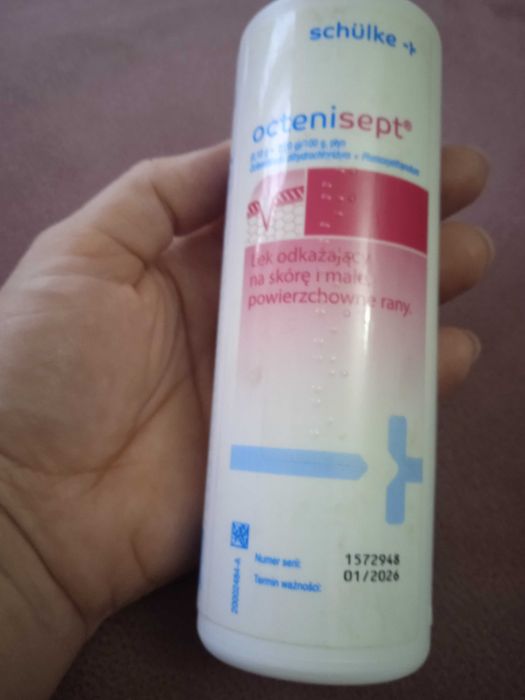 schülke
octenisept®
Lek odkażający
na skórę i małe
powierzchowne rany.
Numer serii: 1572948
Termin ważności: 01/2026